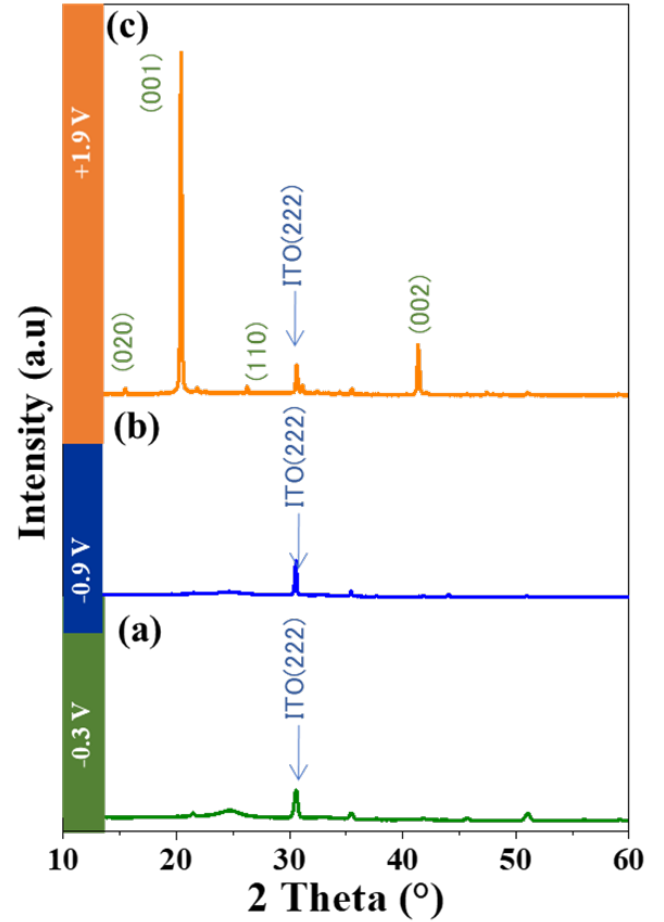 (c)
(001)
+1.9 V
ITO(222)
(002)
(020)
(110)
Intensity (a.u)
(b)
ITO(222)
-0.9 V
(a)
ITO(222)
-0.3 V
10 20 30 40 50 60
2 Theta (°)